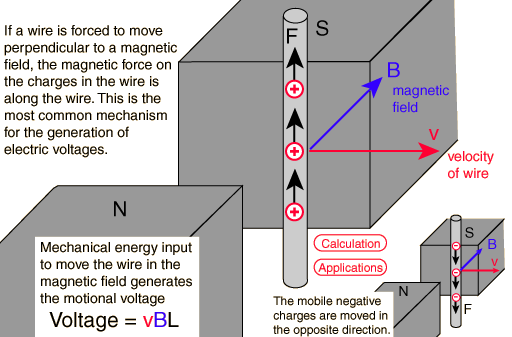 If a wire is forced to move
perpendicular to a magnetic
field, the magnetic force on
the charges in the wire is
along the wire. This is the
most common mechanism
for the generation of
electric voltages.
F
S
B
magnetic
field
v
velocity
of wire
N
Mechanical energy input
to move the wire in the
magnetic field generates
the motional voltage
Voltage = vBL
Calculation
Applications
The mobile negative
charges are moved in
the opposite direction.
S
B
v
N
F